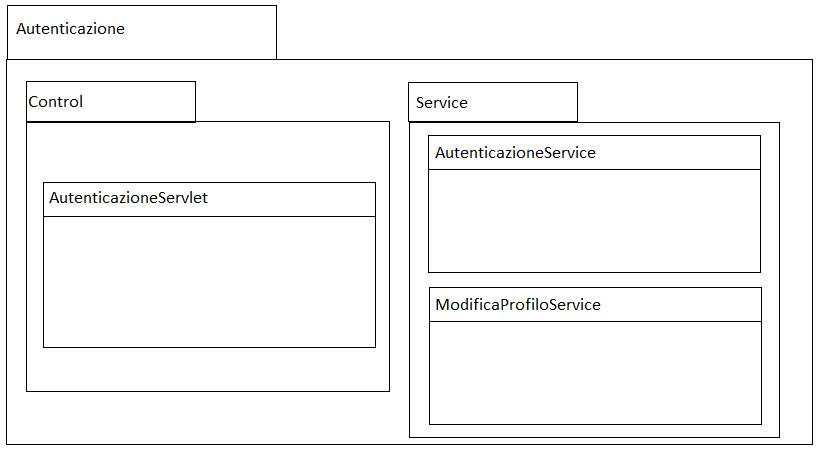 Autenticazione
Control
AutenticazioneServlet
Service
AutenticazioneService
ModificaProfiloService